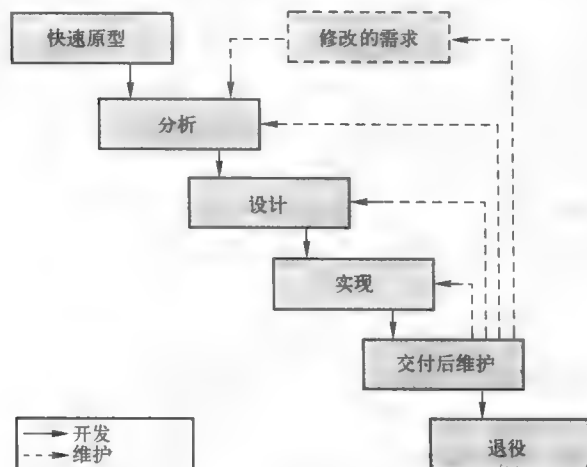 快速原型
修改的需求
分析
设计
实现
交付后维护
退役
开发
维护